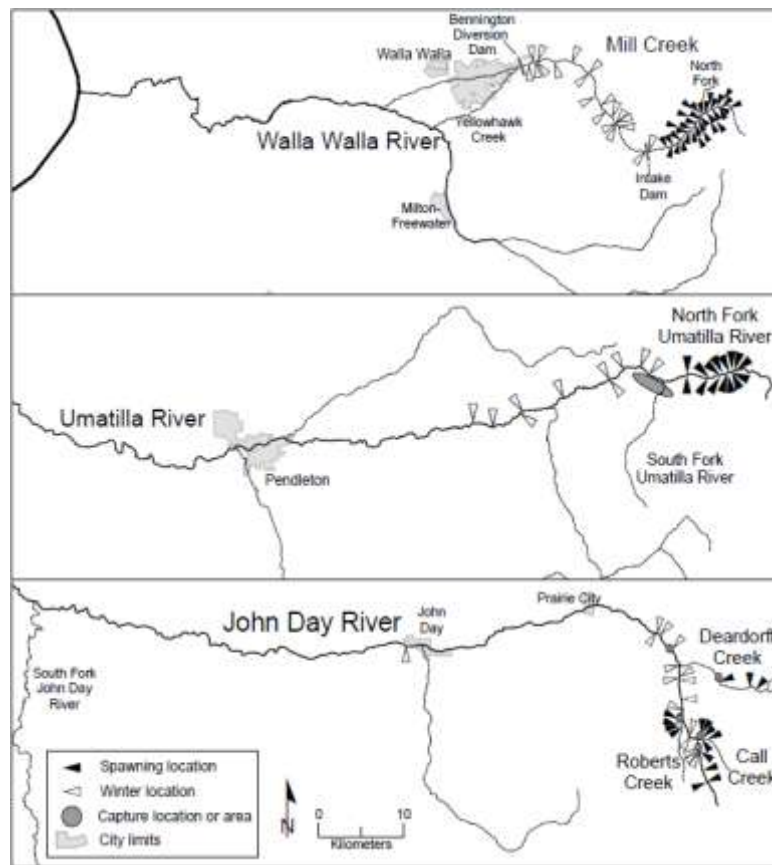 Bennington
Diversion
Dam
Mill Creek
Walla Walla
North
Fork
Yellowhawk
Creek
Walla Walla River
Intake
Dam
Milton-
Freewater
North Fork
Umatilla River
Umatilla River
South Fork
Umatilla River
Pendleton
Prairie City
John
Day
John Day River
Deardorff
Creek
South Fork
John Day
River
Roberts
Creek
Call
Creek
Spawning location
Winter location
Capture location or area
City limits
N
0 10
Kilometers